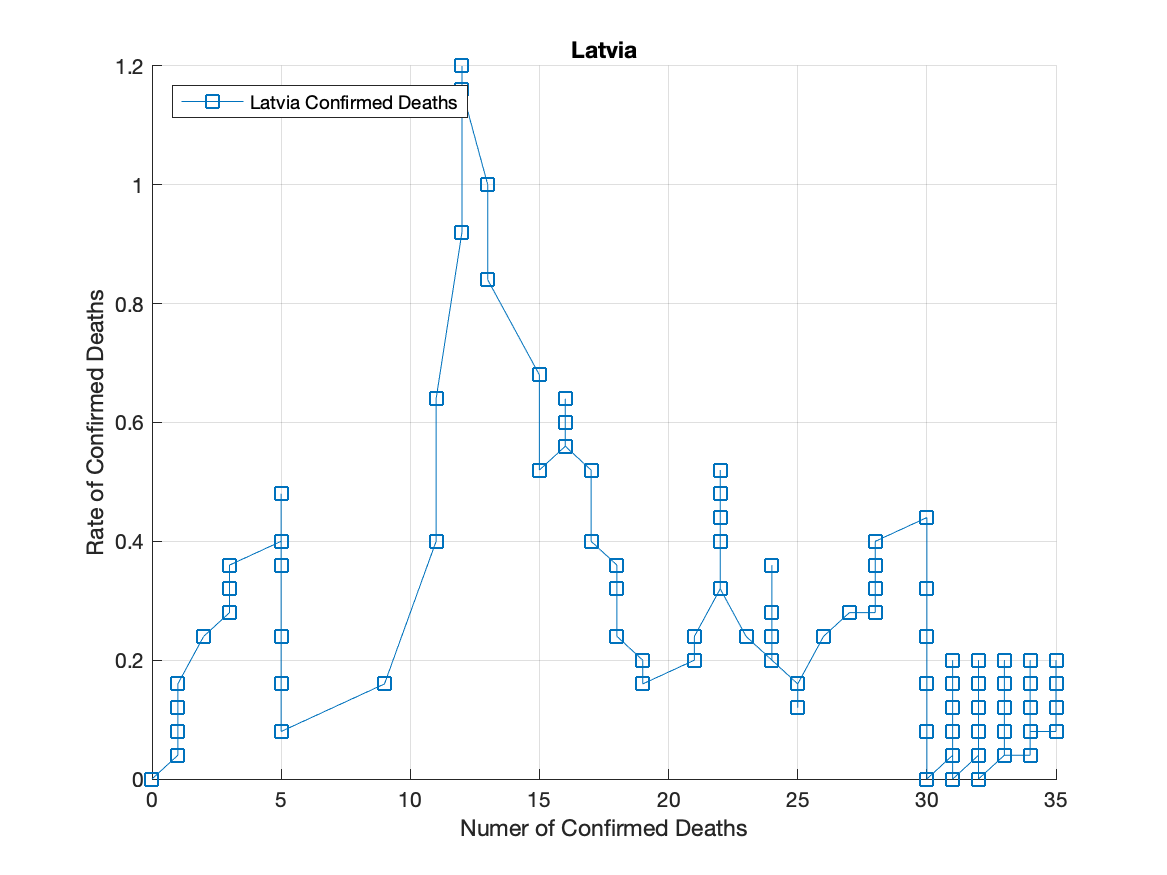 Latvia
Latvia Confirmed Deaths
Rate of Confirmed Deaths
1.2
1
0.8
0.6
0.4
0.2
0
0 5 10 15 20 25 30 35
Numer of Confirmed Deaths